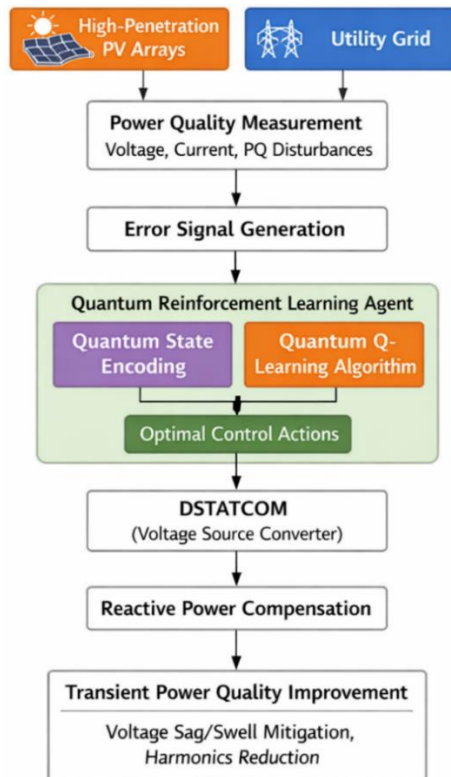 High-Penetration
PV Arrays
Utility Grid
Power Quality Measurement
Voltage, Current, PQ Disturbances
Error Signal Generation
Quantum Reinforcement Learning Agent
Quantum State
Encoding
Quantum Q-
Learning Algorithm
Optimal Control Actions
DSTATCOM
(Voltage Source Converter)
Reactive Power Compensation
Transient Power Quality Improvement
Voltage Sag/Swell Mitigation,
Harmonics Reduction